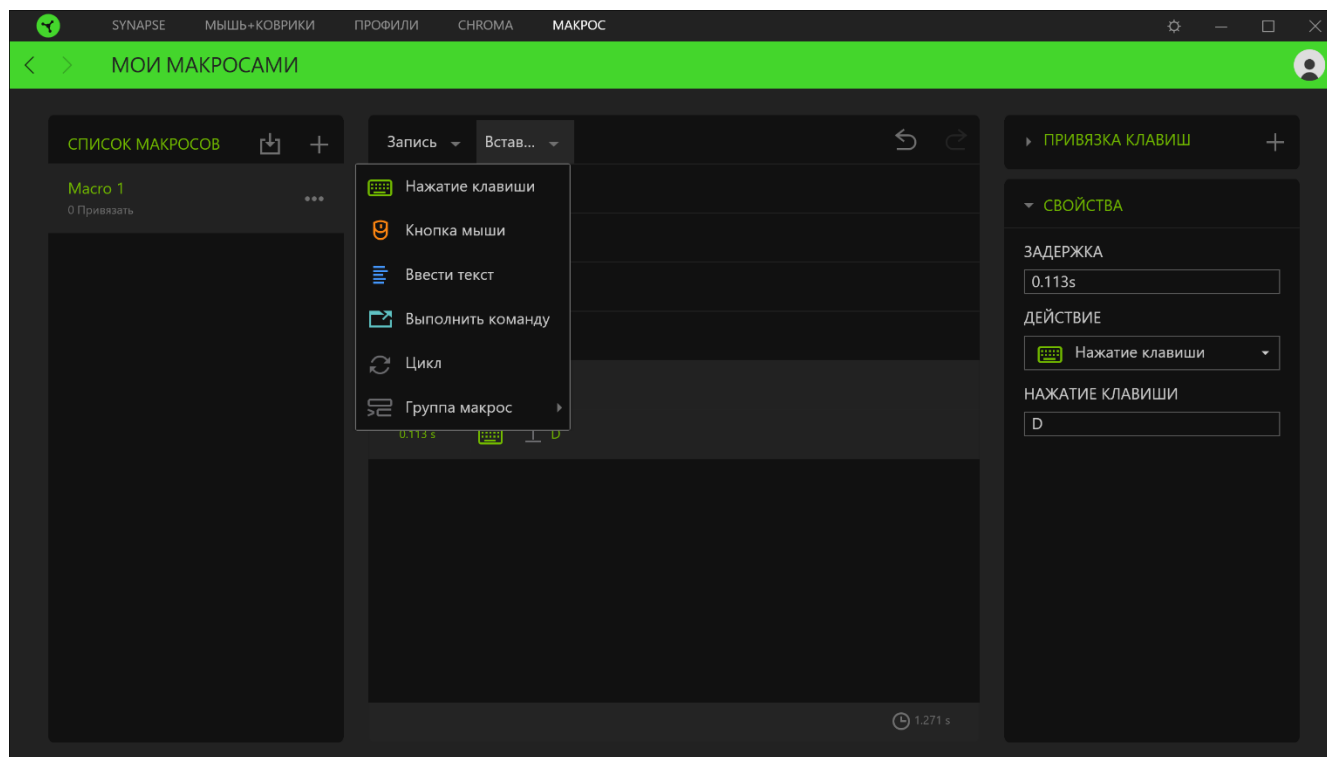 SYNAPSE МЫШЬ+КОВРИКИ ПРОФИЛИ CHROMA МАКРОС
МОИ МАКРОСАМИ
СПИСОК МАКРОСОВ
Macro 1
0 Привязать
Запись Встав...
Нажатие клавиши
Кнопка мыши
Ввести текст
Выполнить команду
Цикл
Группа макрос
0.113 s D
1.271 s
ПРИВЯЗКА КЛАВИШ
СВОЙСТВА
ЗАДЕРЖКА
0.113s
ДЕЙСТВИЕ
Нажатие клавиши
НАЖАТИЕ КЛАВИШИ
D